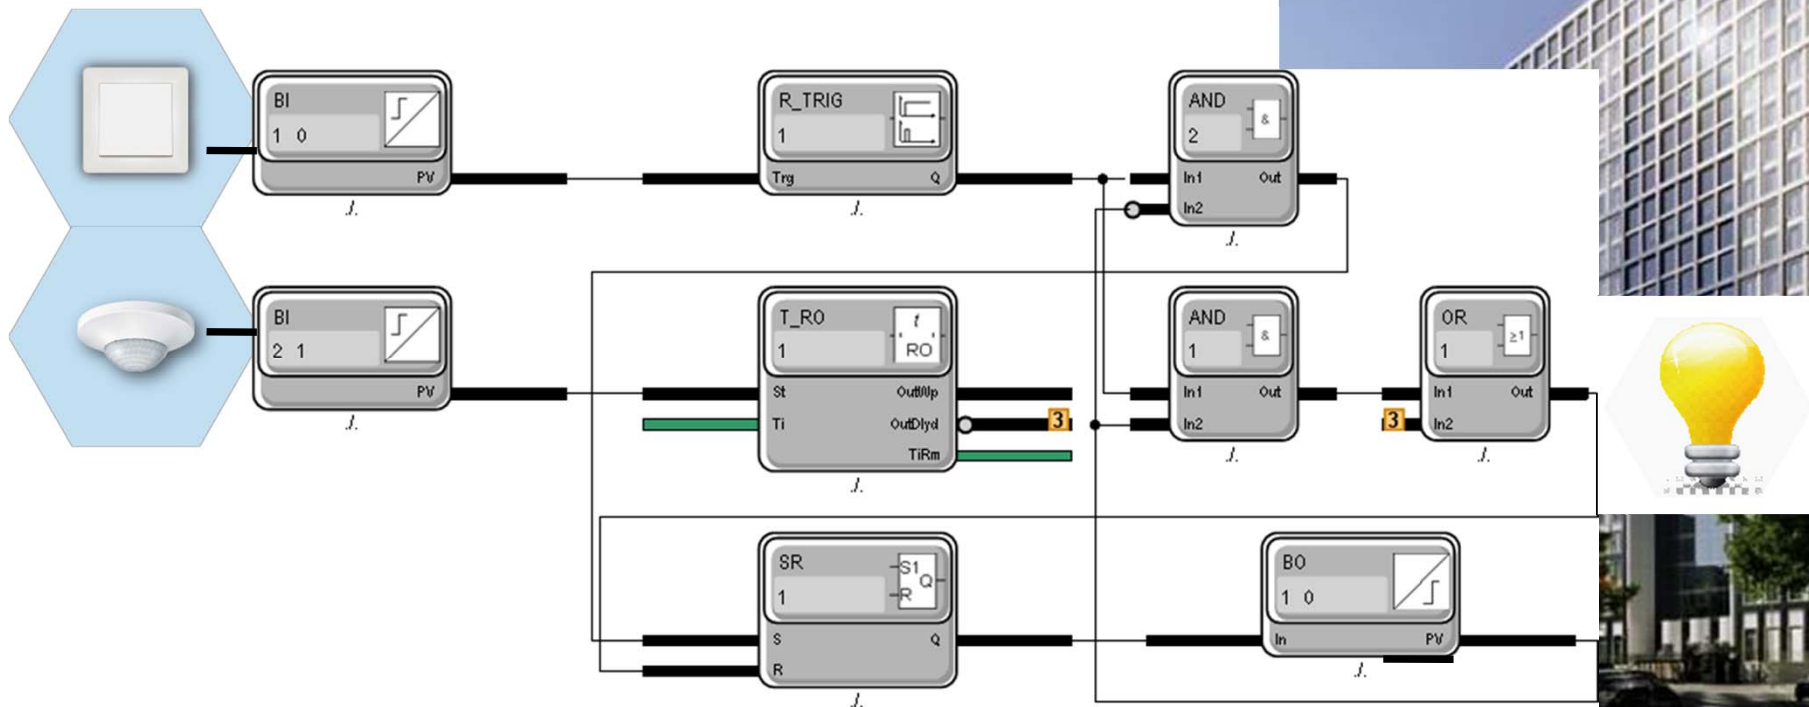 BI
1 0
PV
./.
R_TRIG
1
Trg
Q
./.
AND
&
2
In1
Out
In2
./.
BI
2 1
PV
./.
T_RO
t
RO
1
St
OutWp
Ti
OutDlyd
3
TiRm
./.
AND
&
1
In1
Out
In2
./.
OR
≥1
1
In1
Out
3
In2
./.
SR
S1
Q
R
1
S
Q
R
./.
BO
1 0
In
PV
./.